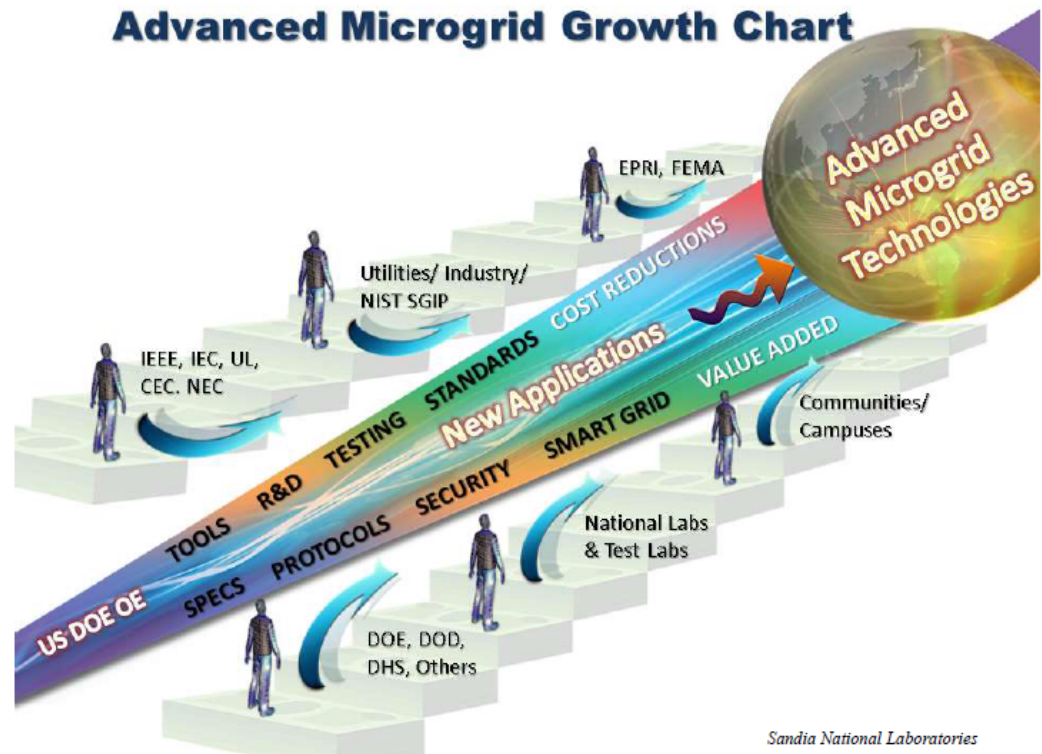 Advanced Microgrid Growth Chart
Advanced
Microgrid
Technologies
EPRI, FEMA
Utilities/ Industry/
NIST SGIP
IEEE, IEC, UL,
CEC. NEC
TOOLS R&D TESTING STANDARDS COST REDUCTIONS
New Applications
US DOE OE
SPECS PROTOCOLS SECURITY SMART GRID VALUE ADDED
Communities/
Campuses
National Labs
& Test Labs
DOE, DOD,
DHS, Others
Sandia National Laboratories